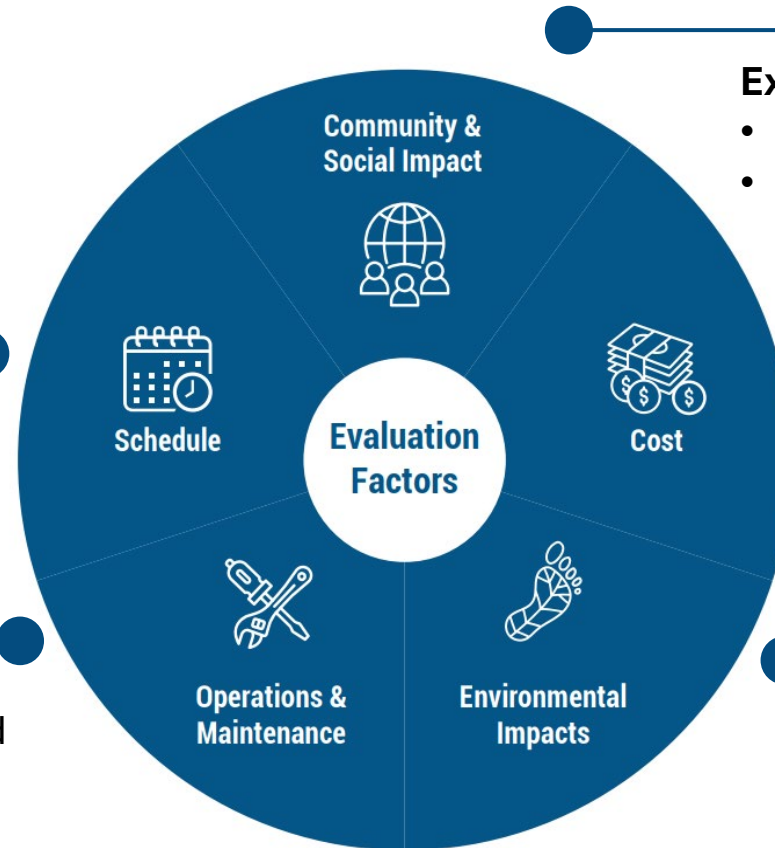 Ex
•
•
Community &
Social Impact
Schedule
Evaluation
Factors
Cost
Operations &
Maintenance
Environmental
Impacts